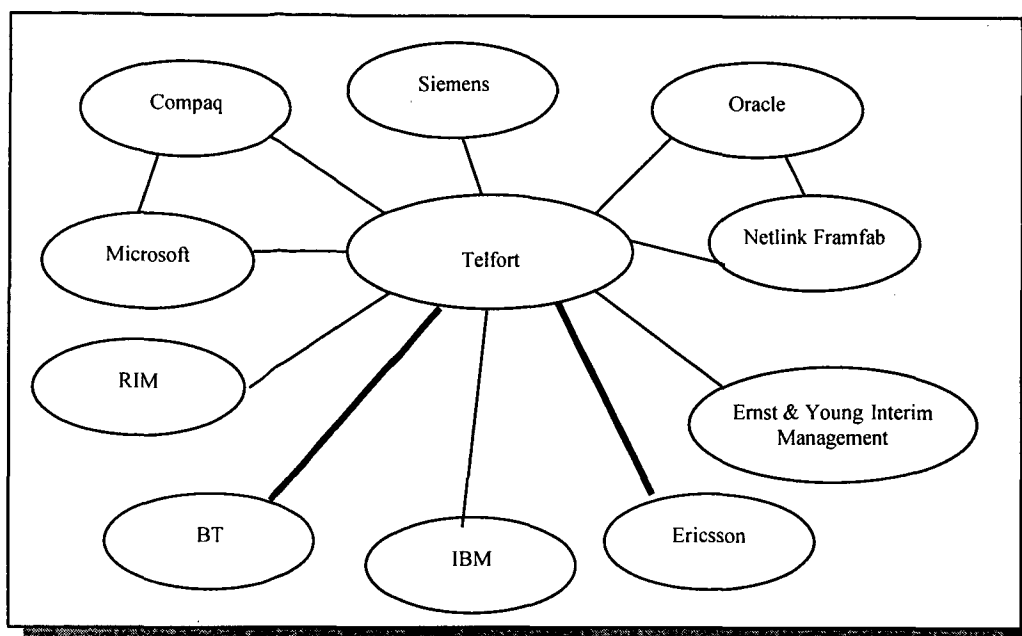 Siemens
Compaq
Oracle
Netlink Framfab
Microsoft
Telfort
RIM
Ernst & Young Interim
Management
BT
Ericsson
IBM